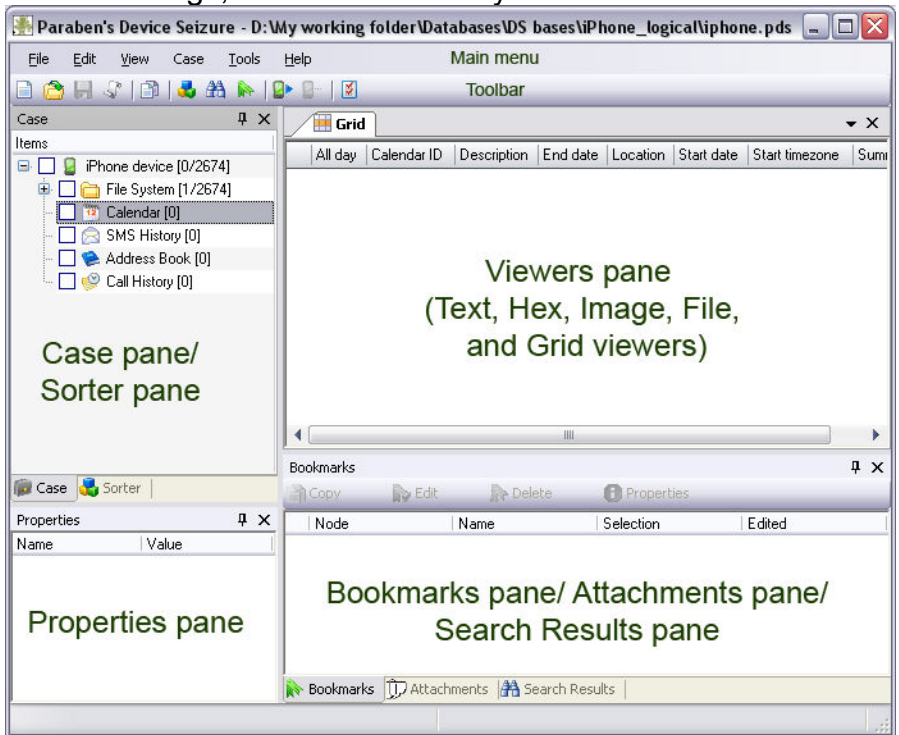 Paraben's Device Seizure - D:\My working folder\Databases\DS bases\iPhone_logical\iphone.pds
File Edit View Case Tools Help Main menu
Toolbar
Case
Grid
Items
All day Calendar ID Description End date Location Start date Start timezone
iPhone device [0/2674]
File System [1/2674]
Calendar [0]
SMS History [0]
Address Book [0]
Call History [0]
Viewers pane
(Text, Hex, Image, File,
and Grid viewers)
Case pane/
Sorter pane
Case Sorter
Bookmarks
Copy Edit Delete Properties
Properties
Name Value
Node Name Selection Edited
Properties pane
Bookmarks pane/ Attachments pane/
Search Results pane
Bookmarks Attachments Search Results